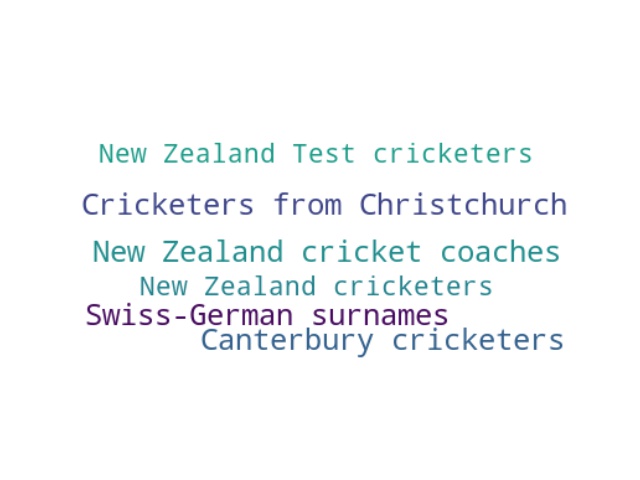 New Zealand Test cricketers
Cricketers from Christchurch
New Zealand cricket coaches
New Zealand cricketers
Swiss-German surnames
Canterbury cricketers